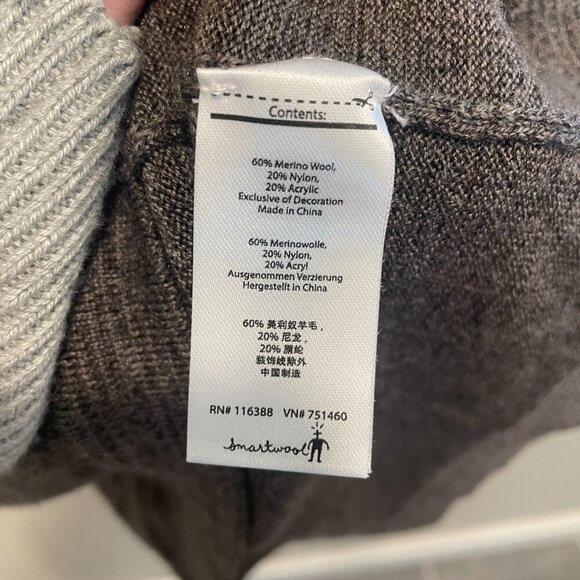 Contents:
60% Merino Wool,
20% Nylon,
20% Acrylic
Exclusive of Decoration
Made in China
60% Merinowolle,
20% Nylon,
20% Acryl
Ausgenommen Verzierung
Hergestellt in China
60% 美利奴羊毛，
20% 尼龙，
20% 腈纶
装饰线除外
中国制造
RN# 116388 VN# 751460
Smartwool